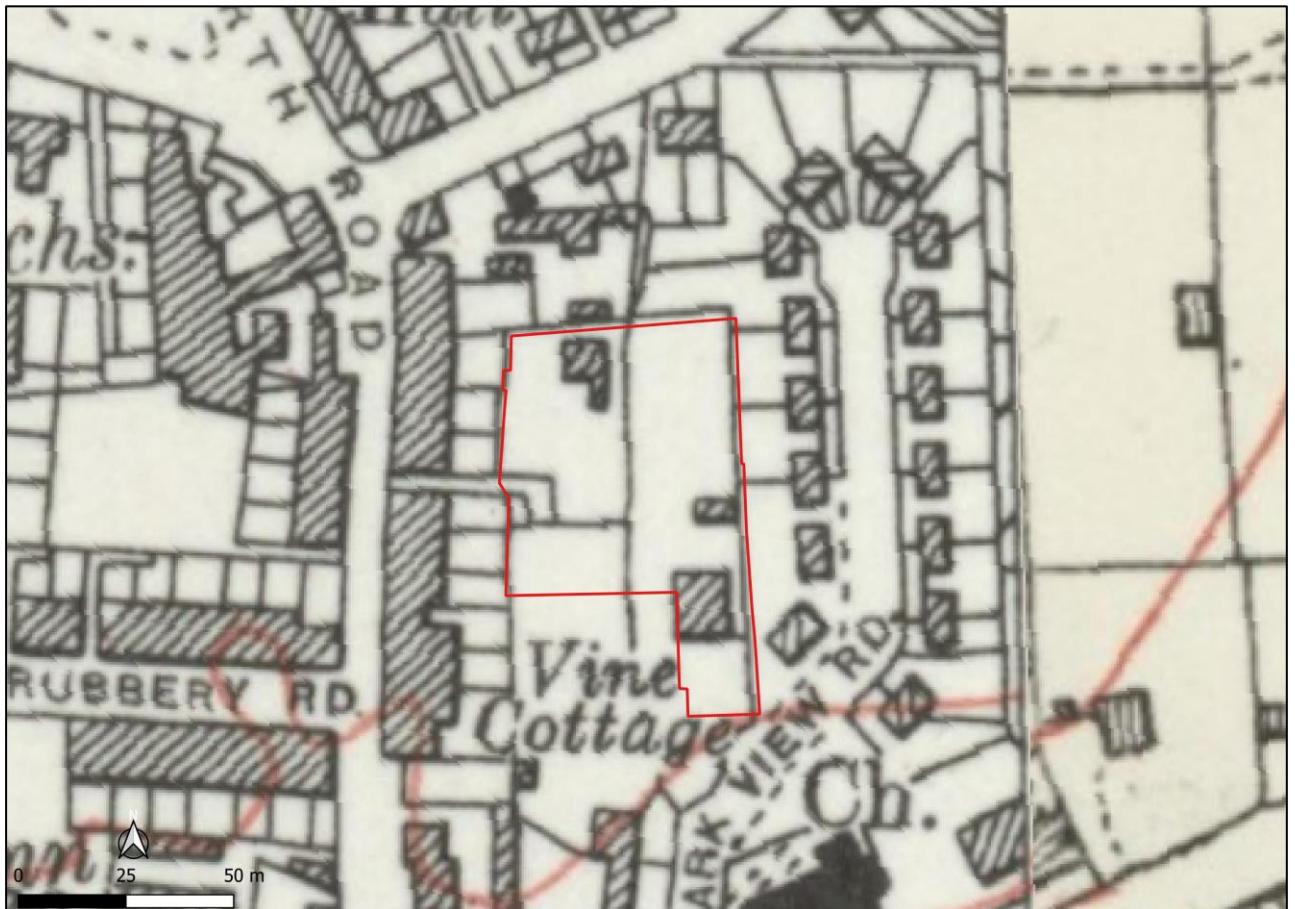 ROAD
chs.
Vine
Cottage
RUBBERY RD.
PARK VIEW RD
Ch.
N
0 25 50 m